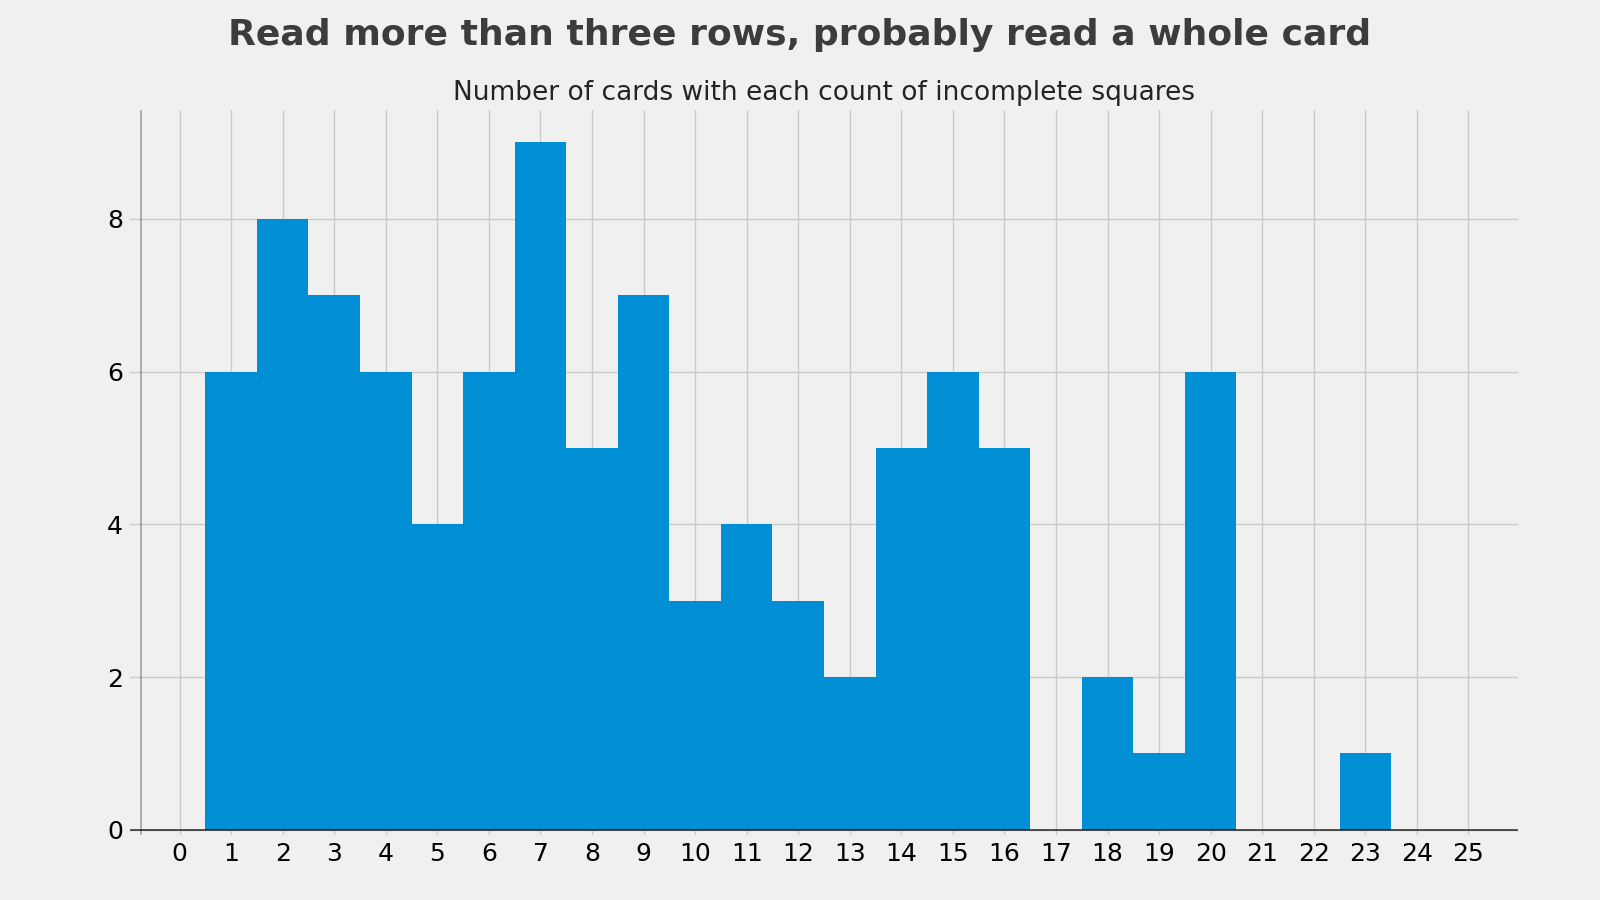 Read more than three rows, probably read a whole card
Number of cards with each count of incomplete squares
8
6
4
2
0
0 1 2 3 4 5 6 7 8 9 10 11 12 13 14 15 16 17 18 19 20 21 22 23 24 25